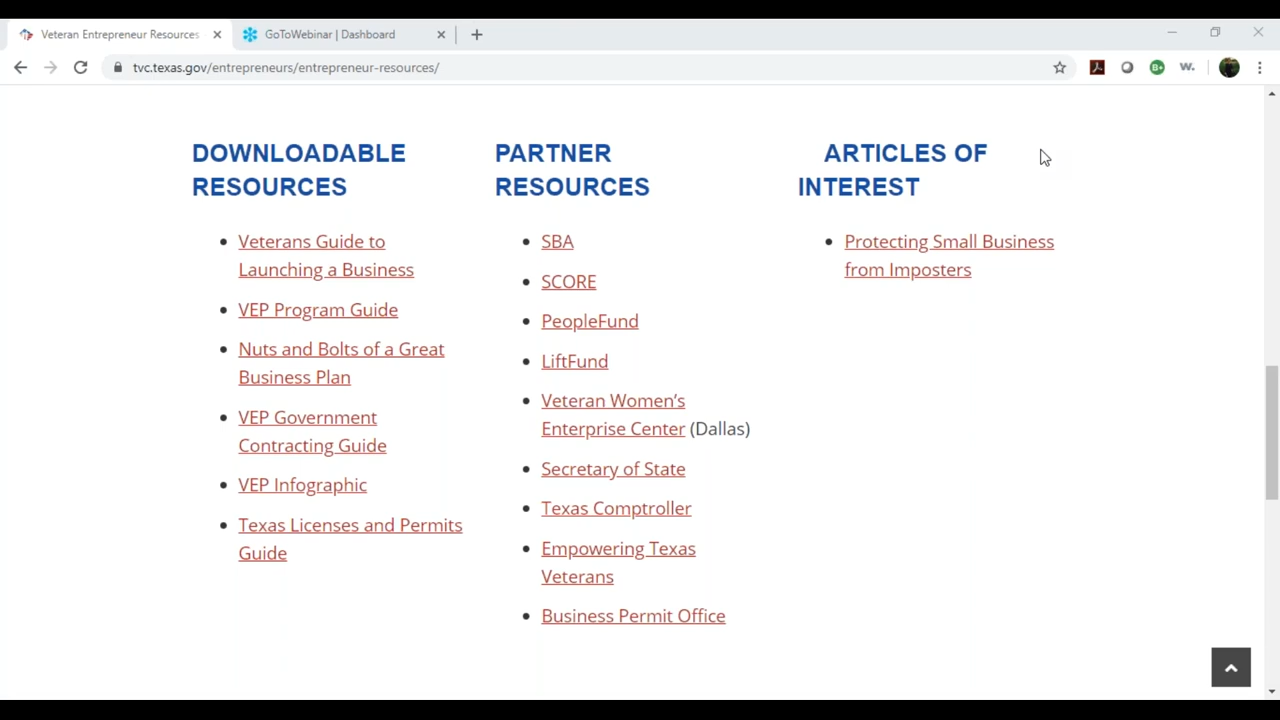 Veteran Entrepreneur Resources
GoToWebinar | Dashboard
tvc.texas.gov/entrepreneurs/entrepreneur-resources/
DOWNLOADABLE
RESOURCES
Veterans Guide to
Launching a Business
VEP Program Guide
Nuts and Bolts of a Great
Business Plan
VEP Government
Contracting Guide
VEP Infographic
Texas Licenses and Permits
Guide
PARTNER
RESOURCES
SBA
SCORE
PeopleFund
LiftFund
Veteran Women’s
Enterprise Center (Dallas)
Secretary of State
Texas Comptroller
Empowering Texas
Veterans
Business Permit Office
ARTICLES OF
INTEREST
Protecting Small Business
from Imposters